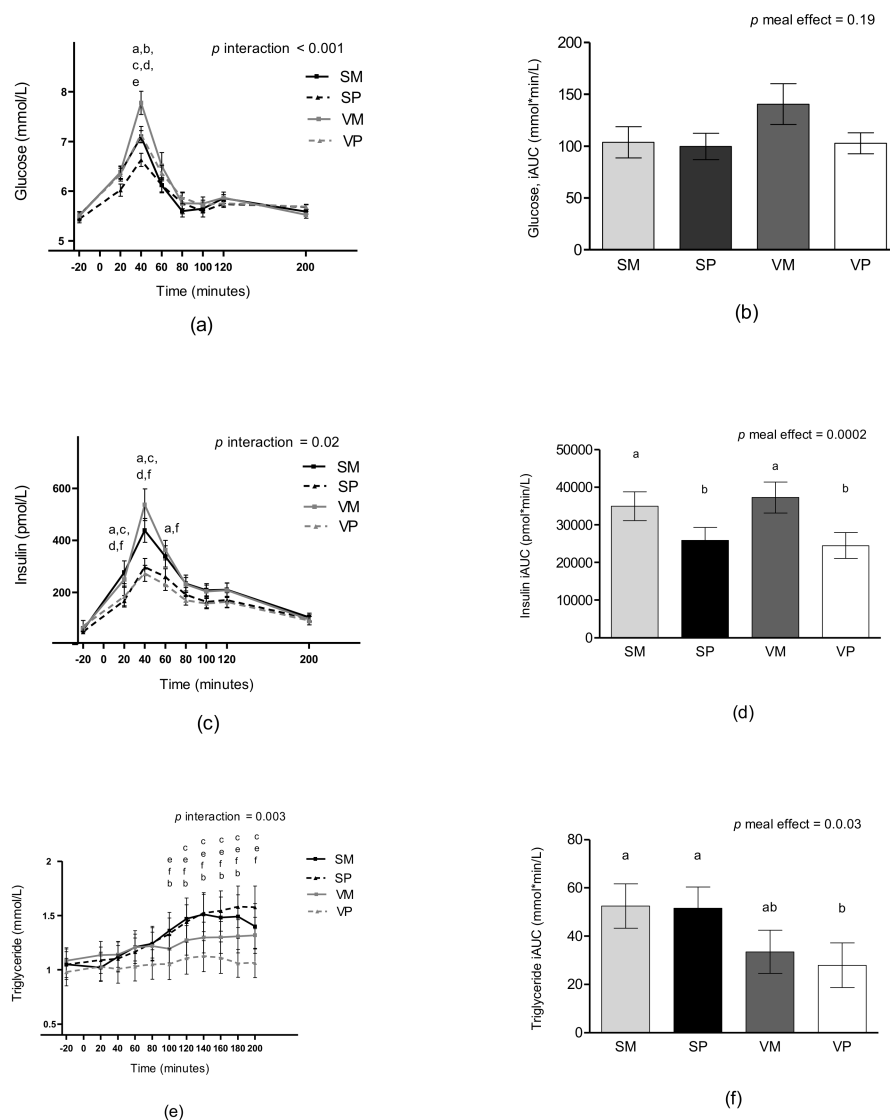 p interaction < 0.001
a,b,
c,d,
e
SM
SP
VM
VP
Glucose (mmol/L)
8
7
6
5
-20 0 20 40 60 80 100 120 200
Time (minutes)
(a)
p meal effect = 0.19
Glucose, iAUC (mmol*min/L)
200
150
100
50
0
SM SP VM VP
(b)
p interaction = 0.02
a,c,
d,f
a,c,
d,f
a,f
SM
SP
VM
VP
Insulin (pmol/L)
600
400
200
-20 0 20 40 60 80 100 120 200
Time (minutes)
(c)
p meal effect = 0.0002
Insulin iAUC (pmol*min/L)
50000
40000
30000
20000
10000
0
a b a b
SM SP VM VP
(d)
p interaction = 0.003
c c c c c
e e e e e e
f f f f f f
b b b b b
SM
SP
VM
VP
Triglyceride (mmol/L)
2
1.5
1
0.5
-20 0 20 40 60 80 100 120 140 160 180 200
Time (minutes)
(e)
p meal effect = 0.0.03
Triglyceride iAUC (mmol*min/L)
80
60
40
20
0
a a ab b
SM SP VM VP
(f)